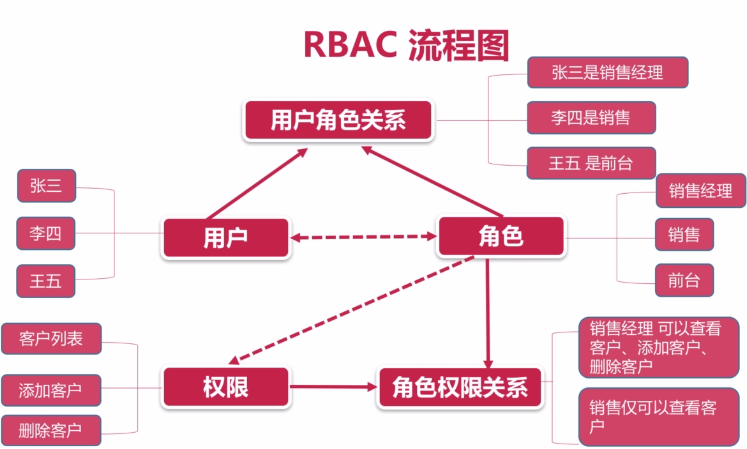 RBAC 流程图
张三是销售经理
用户角色关系
李四是销售
王五 是前台
张三
李四
王五
用户
角色
销售经理
销售
前台
客户列表
添加客户
删除客户
权限
角色权限关系
销售经理 可以查看
客户、添加客户、
删除客户
销售仅可以查看客
户